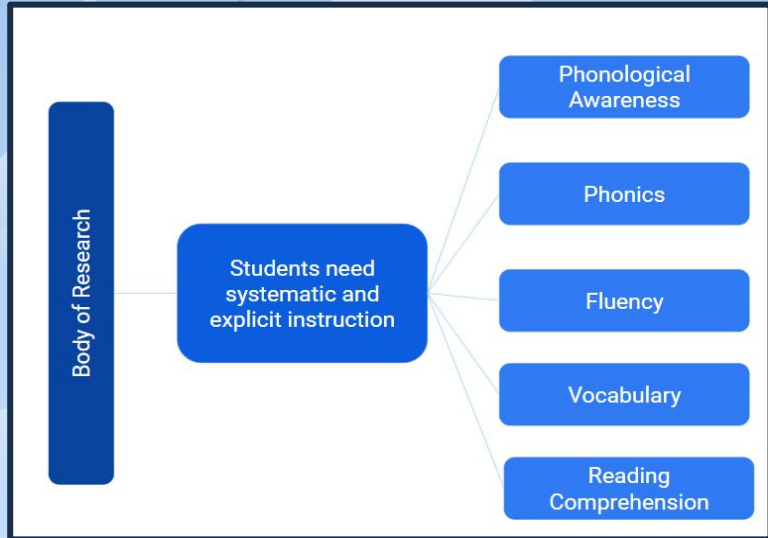 Body of Research
Students need
systematic and
explicit instruction
Phonological
Awareness
Phonics
Fluency
Vocabulary
Reading
Comprehension